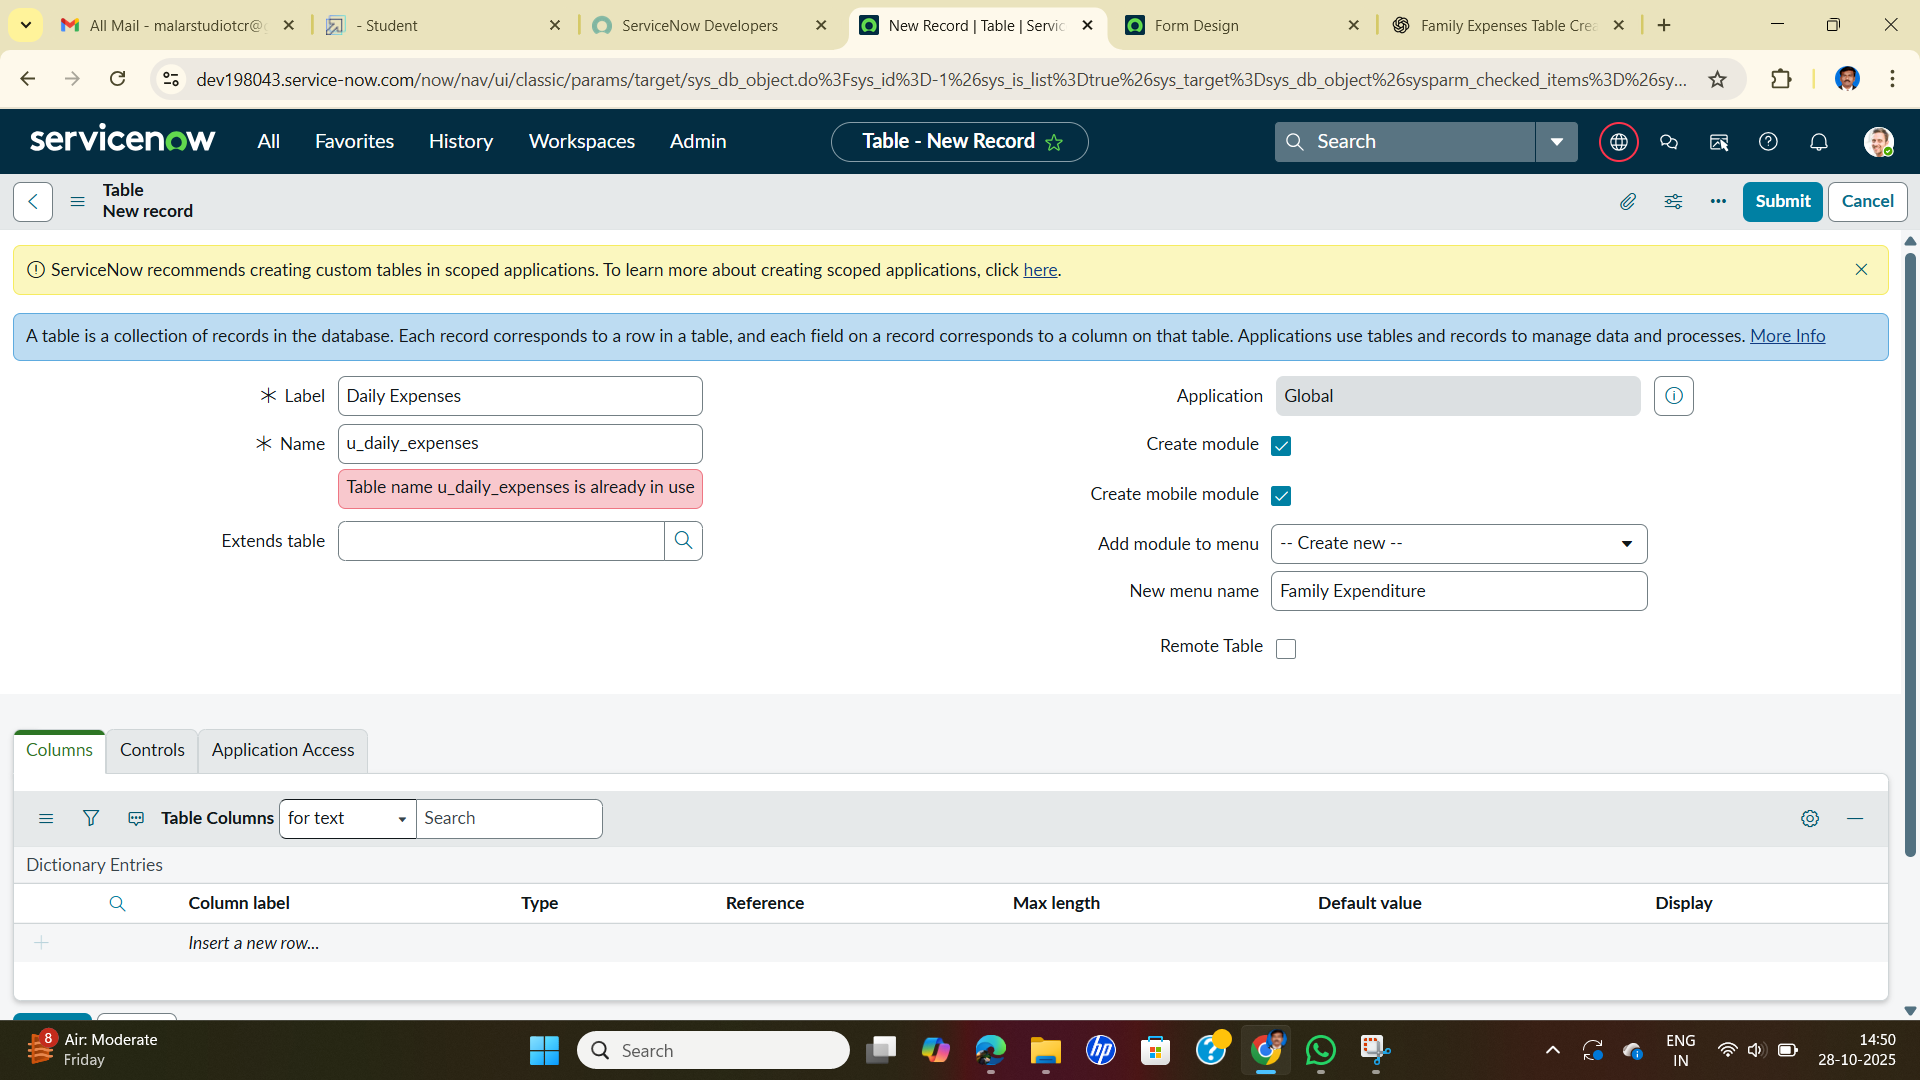 All Mail - malarstudiotcr@
- Student
ServiceNow Developers
New Record | Table | Servic
Form Design
Family Expenses Table Crea
dev198043.service-now.com/now/nav/ui/classic/params/target/sys_db_object.do%3Fsys_id%3D-1%26sys_is_list%3Dtrue%26sys_target%3Dsys_db_object%26sysparm_checked_items%3D%26sy...
servicenow
All
Favorites
History
Workspaces
Admin
Table - New Record
Search
Table
New record
Submit
Cancel
ServiceNow recommends creating custom tables in scoped applications. To learn more about creating scoped applications, click here.
A table is a collection of records in the database. Each record corresponds to a row in a table, and each field on a record corresponds to a column on that table. Applications use tables and records to manage data and processes. More Info
Label
Daily Expenses
Name
u_daily_expenses
Table name u_daily_expenses is already in use
Extends table
Application
Global
Create module
Create mobile module
Add module to menu
-- Create new --
New menu name
Family Expenditure
Remote Table
Columns
Controls
Application Access
Table Columns
for text
Search
Dictionary Entries
Column label
Type
Reference
Max length
Default value
Display
Insert a new row...
8
Air: Moderate
Friday
Search
hp
ENG
IN
14:50
28-10-2025